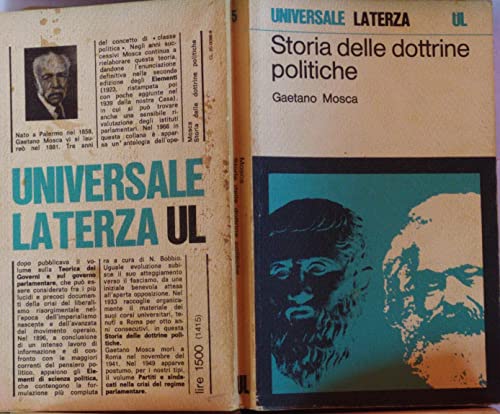 del concetto di «classe
politica». Negli anni suc-
cessivi Mosca continuò a
rielaborare questa teoria,
dandone l'enunciazione
definitiva nella seconda
edizione degli Elementi
(1923, ristampata poi
con poche aggiunte nel
1939 della nostra Casa),
in cui si può trovare
anche una sensibile ri-
valutazione degli istituti
parlamentari. Nel 1966 in
questa collana è appar-
sa un'antologia dell'ope-
Nato a Palermo nel 1858,
Gaetano Mosca vi si lau-
reò nel 1881. Tre anni
UNIVERSALE
LATERZA UL
dopo pubblicava il vo-
lume sulla Teorica dei
Governi e sul governo
parlamentare, che può es-
sere considerato fra i più
lucidi e precoci documen-
ti della crisi del liberali-
smo risorgimentale nel-
l'epoca dell'imperialismo
nascente e dell'avanzata
del movimento operaio.
Nel 1896, a conclusione
di un intenso lavoro di
informazione e di con-
fronto con le maggiori
correnti del pensiero po-
litico, apparvero gli Ele-
menti di scienza politica,
che contengono la for-
mulazione più compiuta
ra a cura di N. Bobbio.
Uguale evoluzione subi-
sce il suo atteggiamento
verso il fascismo, da una
iniziale benevola attesa
all'aperta opposizione. Nel
1933 raccoglie organica-
mente il materiale dei
suoi corsi universitari, te-
nuti a Roma per otto an-
ni consecutivi, in questa
Storia delle dottrine poli-
tiche.
Gaetano Mosca morì a
Roma nel novembre del
1941. Nel 1949 apparve
postumo, per i nostri tipi,
il volume Partiti e sinda-
cati nella crisi del regime
parlamentare.
lire 1500 (1415)
5
Mosca
Storia delle dottrine politiche
UL
UNIVERSALE LATERZA UL
Storia delle dottrine
politiche
Gaetano Mosca